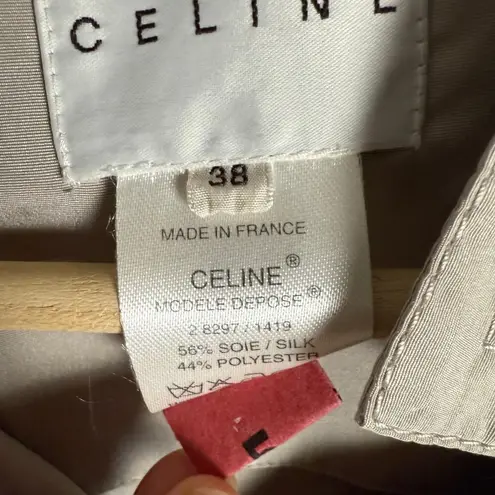 CELINE
38
MADE IN FRANCE
CELINE®
MODELE DEPOSE®
2 8297 / 1419
56% SOIE / SILK
44% POLYESTER